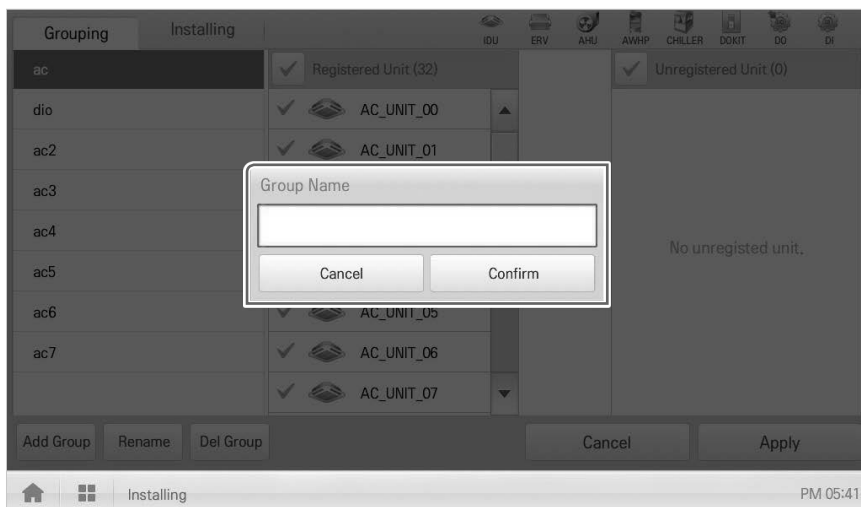 Grouping
Installing
IDU
ERV
AHU
AWHP
CHILLER
DOKIT
DO
DI
ac
Registered Unit (32)
Unregistered Unit (0)
dio
AC_UNIT_00
ac2
AC_UNIT_01
ac3
Group Name
ac4
No unregisted unit.
ac5
Cancel
Confirm
ac6
AC_UNIT_05
ac7
AC_UNIT_06
AC_UNIT_07
Add Group
Rename
Del Group
Cancel
Apply
Installing
PM 05:41